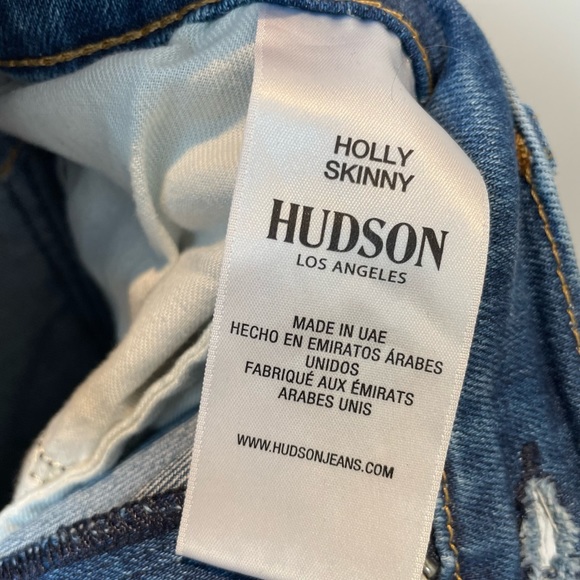 HOLLY
SKINNY
HUDSON
LOS ANGELES
MADE IN UAE
HECHO EN EMIRATOS ÁRABES
UNIDOS
FABRIQUÉ AUX ÉMIRATS
ARABES UNIS
WWW.HUDSONJEANS.COM